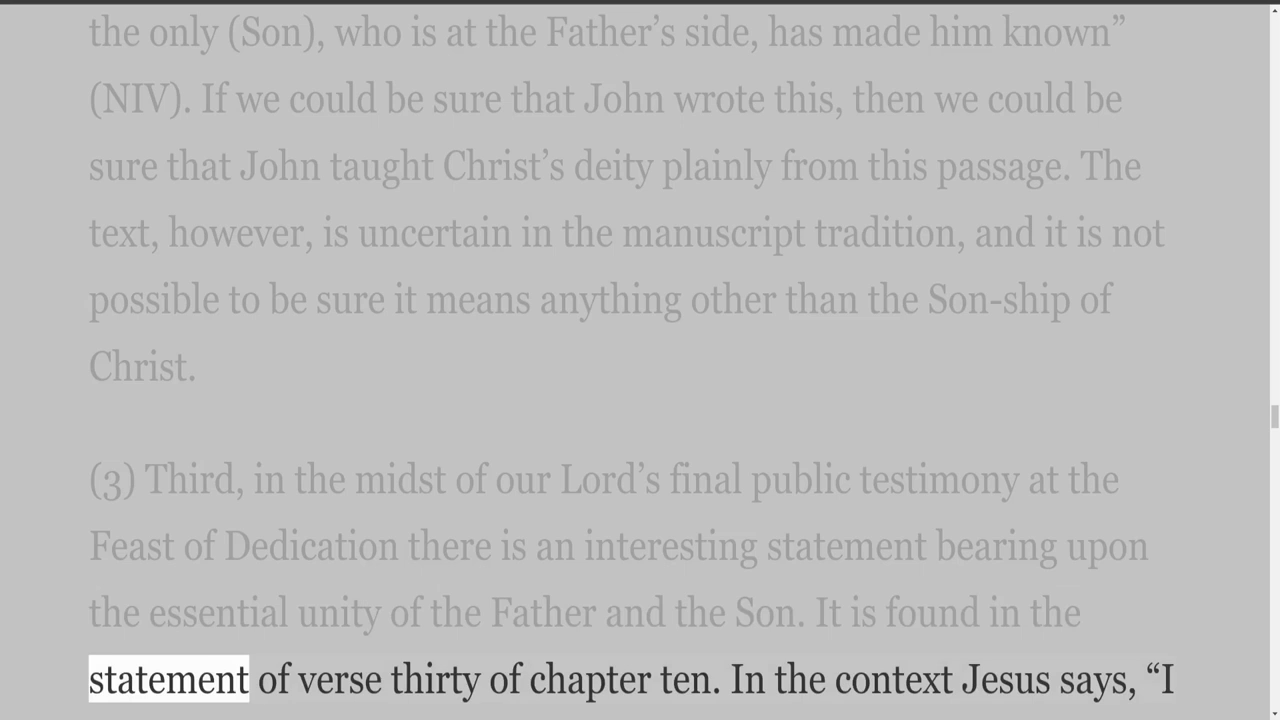 the only (Son), who is at the Father’s side, has made him known”
(NIV). If we could be sure that John wrote this, then we could be
sure that John taught Christ’s deity plainly from this passage. The
text, however, is uncertain in the manuscript tradition, and it is not
possible to be sure it means anything other than the Son-ship of
Christ.
(3) Third, in the midst of our Lord’s final public testimony at the
Feast of Dedication there is an interesting statement bearing upon
the essential unity of the Father and the Son. It is found in the
statement of verse thirty of chapter ten. In the context Jesus says, “I